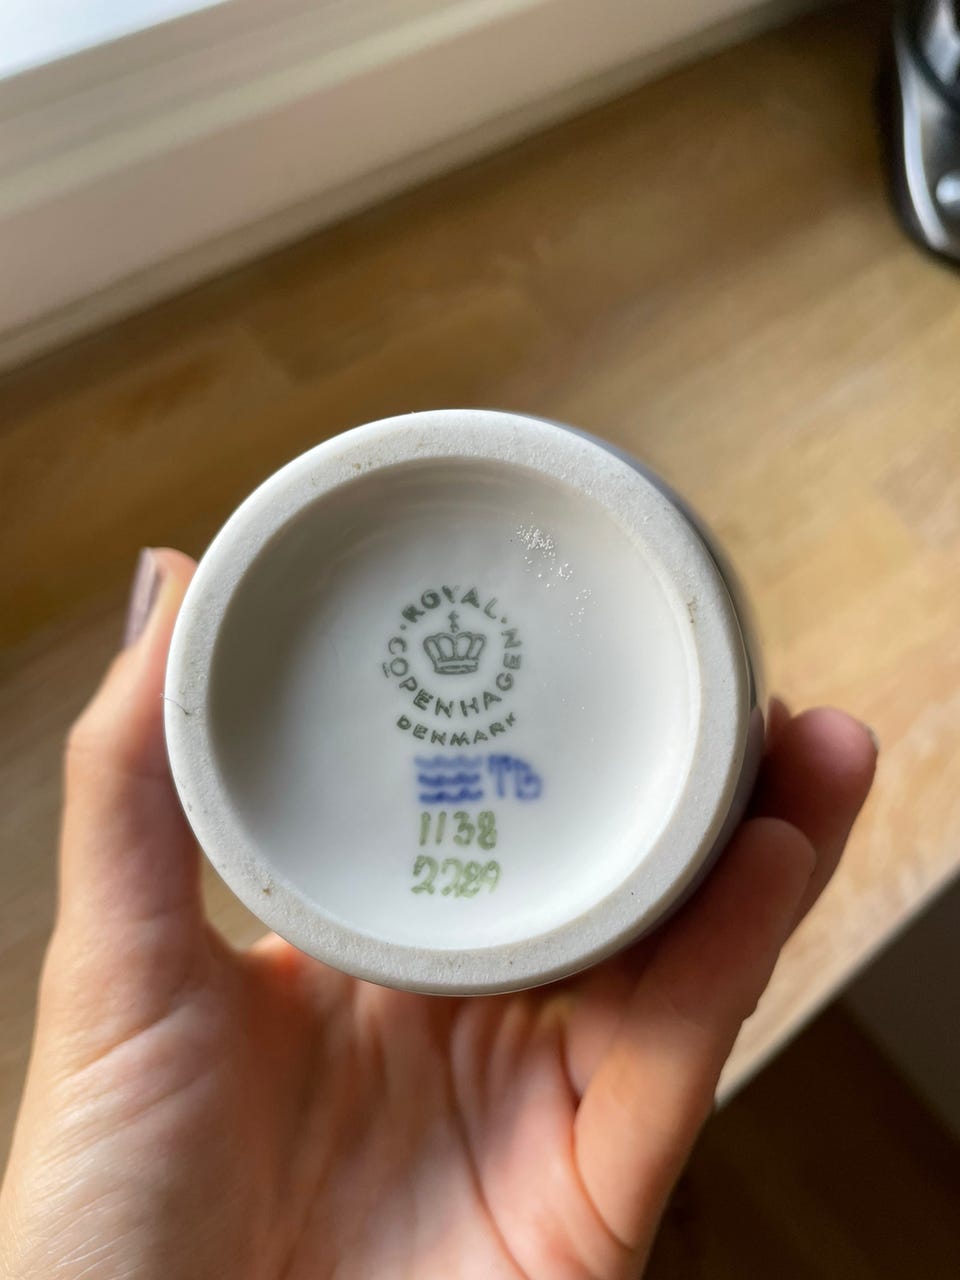 ROYAL · COPENHAGEN ·
DENMARK
TB
1138
2289